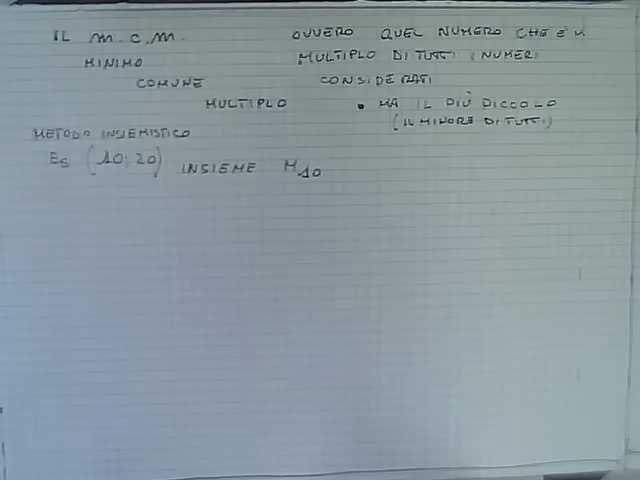 IL m.c.m. OVVERO QUEL NUMERO CHE È
MINIMO MULTIPLO DI TUTTI I NUMERI
COMUNE CONSIDERATI
MULTIPLO • MA IL PIÙ PICCOLO
(IL MINORE DI TUTTI)
METODO INSIEMISTICO
ES (10; 20) INSIEME M10